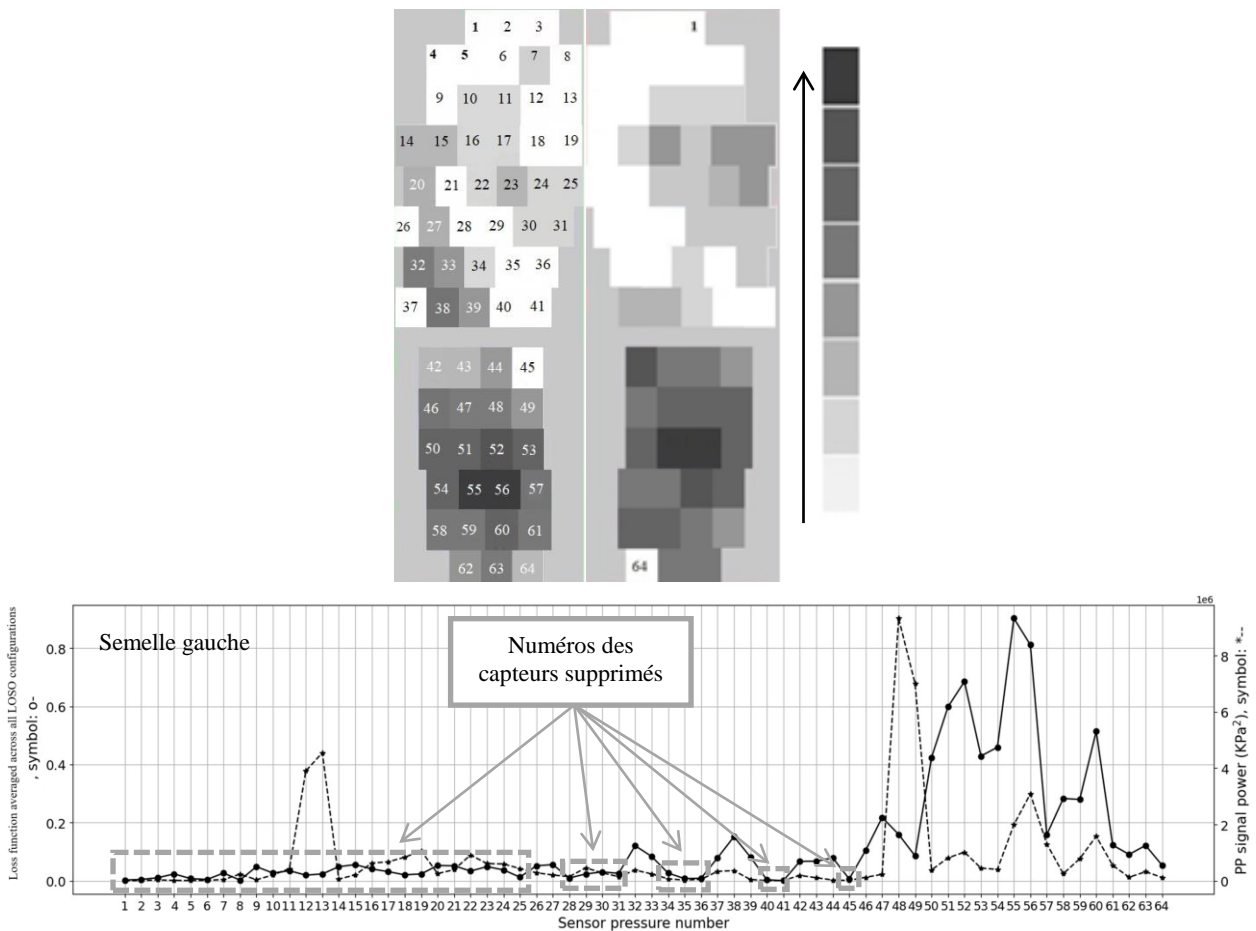 1 2 3 1
4 5 6 7 8
9 10 11 12 13
14 15 16 17 18 19
20 21 22 23 24 25
26 27 28 29 30 31
32 33 34 35 36
37 38 39 40 41
42 43 44 45
46 47 48 49
50 51 52 53
54 55 56 57
58 59 60 61
62 63 64 64
1e6
Semelle gauche
Numéros des
capteurs supprimés
Loss function averaged across all LOSO configurations
, symbol: o-
0.8
0.6
0.4
0.2
0.0
8
6
4
2
0
PP signal power (KPa²), symbol: *--
1 2 3 4 5 6 7 8 9 10 11 12 13 14 15 16 17 18 19 20 21 22 23 24 25 26 27 28 29 30 31 32 33 34 35 36 37 38 39 40 41 42 43 44 45 46 47 48 49 50 51 52 53 54 55 56 57 58 59 60 61 62 63 64
Sensor pressure number